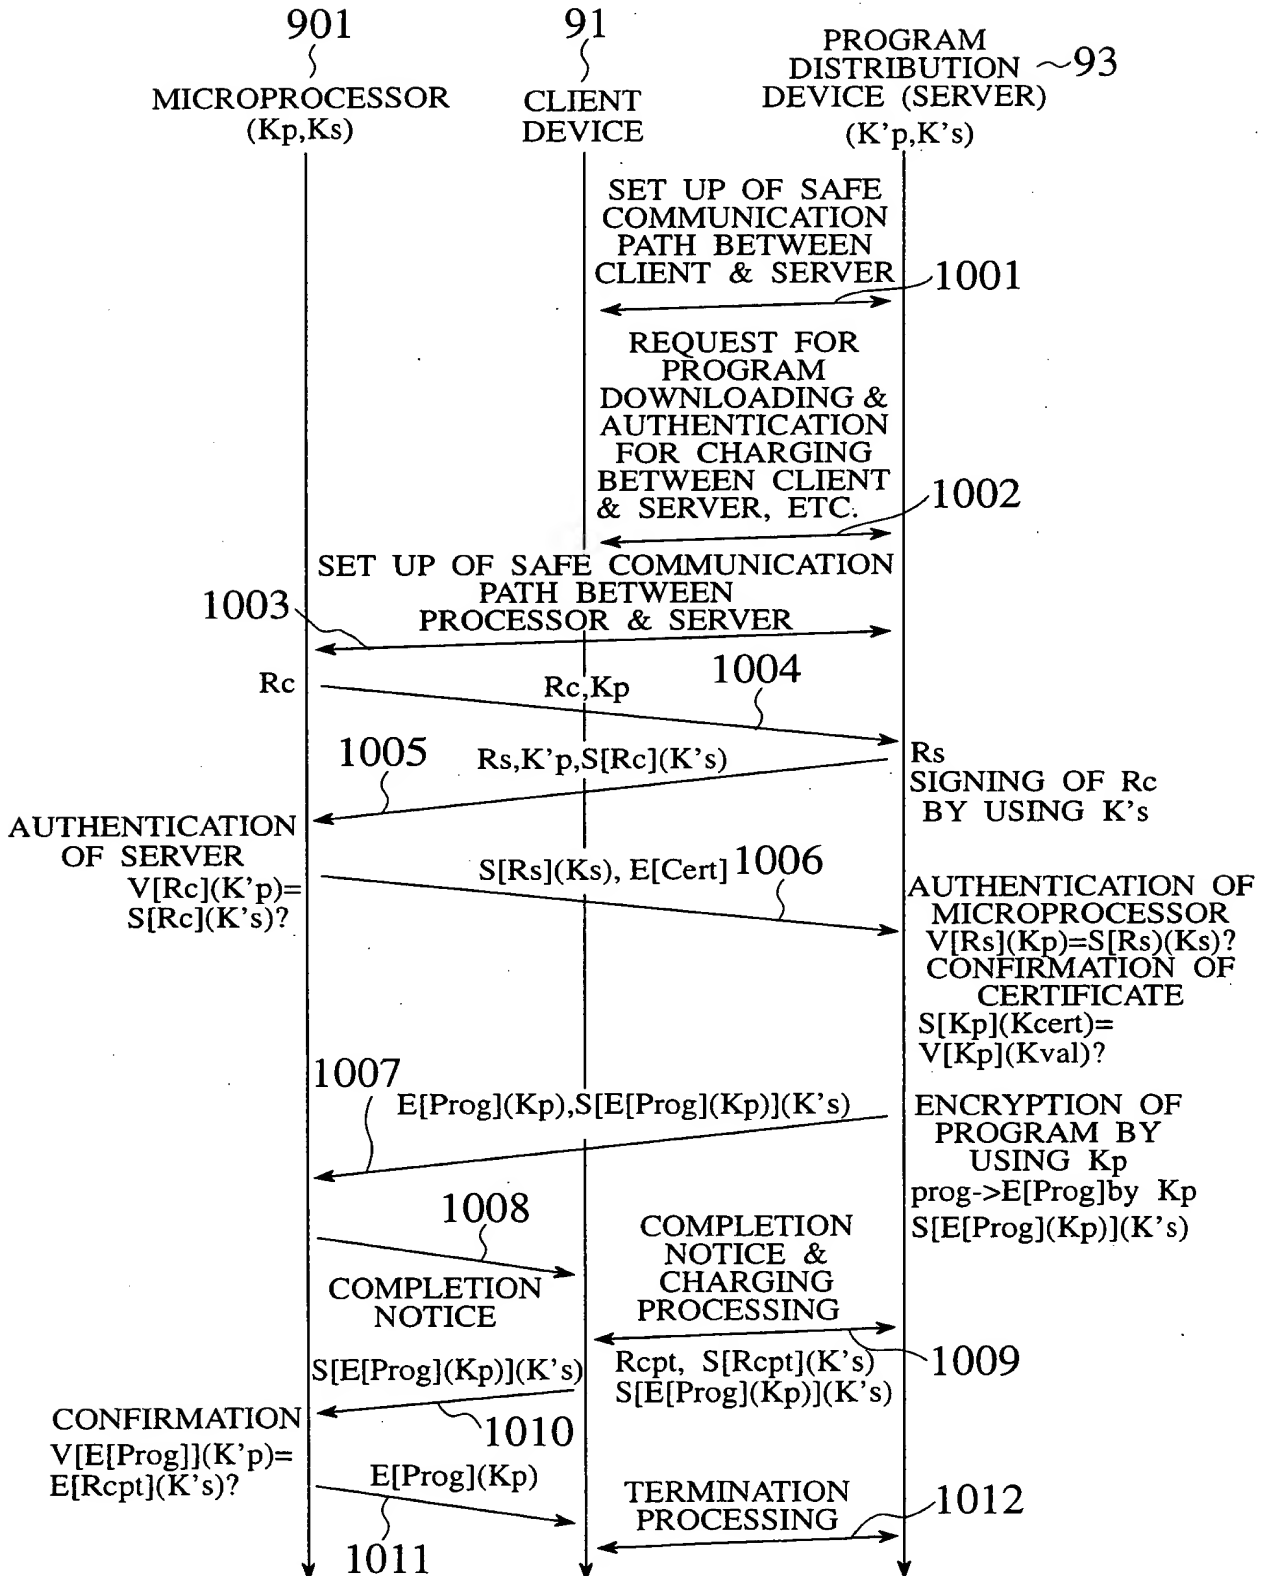 901
91
PROGRAM
DISTRIBUTION
DEVICE (SERVER)
93
MICROPROCESSOR
(Kp,Ks)
CLIENT
DEVICE
(K'p,K's)
SET UP OF SAFE
COMMUNICATION
PATH BETWEEN
CLIENT & SERVER
1001
REQUEST FOR
PROGRAM
DOWNLOADING &
AUTHENTICATION
FOR CHARGING
BETWEEN CLIENT
& SERVER, ETC.
1002
SET UP OF SAFE COMMUNICATION
PATH BETWEEN
PROCESSOR & SERVER
1003
Rc
Rc,Kp
1004
1005
Rs,K'p,S[Rc](K's)
Rs
SIGNING OF Rc
BY USING K's
AUTHENTICATION
OF SERVER
V[Rc](K'p)=
S[Rc](K's)?
S[Rs](Ks), E[Cert]
1006
AUTHENTICATION OF
MICROPROCESSOR
V[Rs](Kp)=S[Rs)(Ks)?
CONFIRMATION OF
CERTIFICATE
S[Kp](Kcert)=
V[Kp](Kval)?
1007
E[Prog](Kp),S[E[Prog](Kp)](K's)
ENCRYPTION OF
PROGRAM BY
USING Kp
prog->E[Prog]by Kp
S[E[Prog](Kp)](K's)
1008
COMPLETION
NOTICE
COMPLETION
NOTICE &
CHARGING
PROCESSING
1009
Rcpt, S[Rcpt](K's)
S[E[Prog](Kp)](K's)
S[E[Prog](Kp)](K's)
1010
CONFIRMATION
V[E[Prog]](K'p)=
E[Rcpt](K's)?
E[Prog](Kp)
1011
TERMINATION
PROCESSING
1012